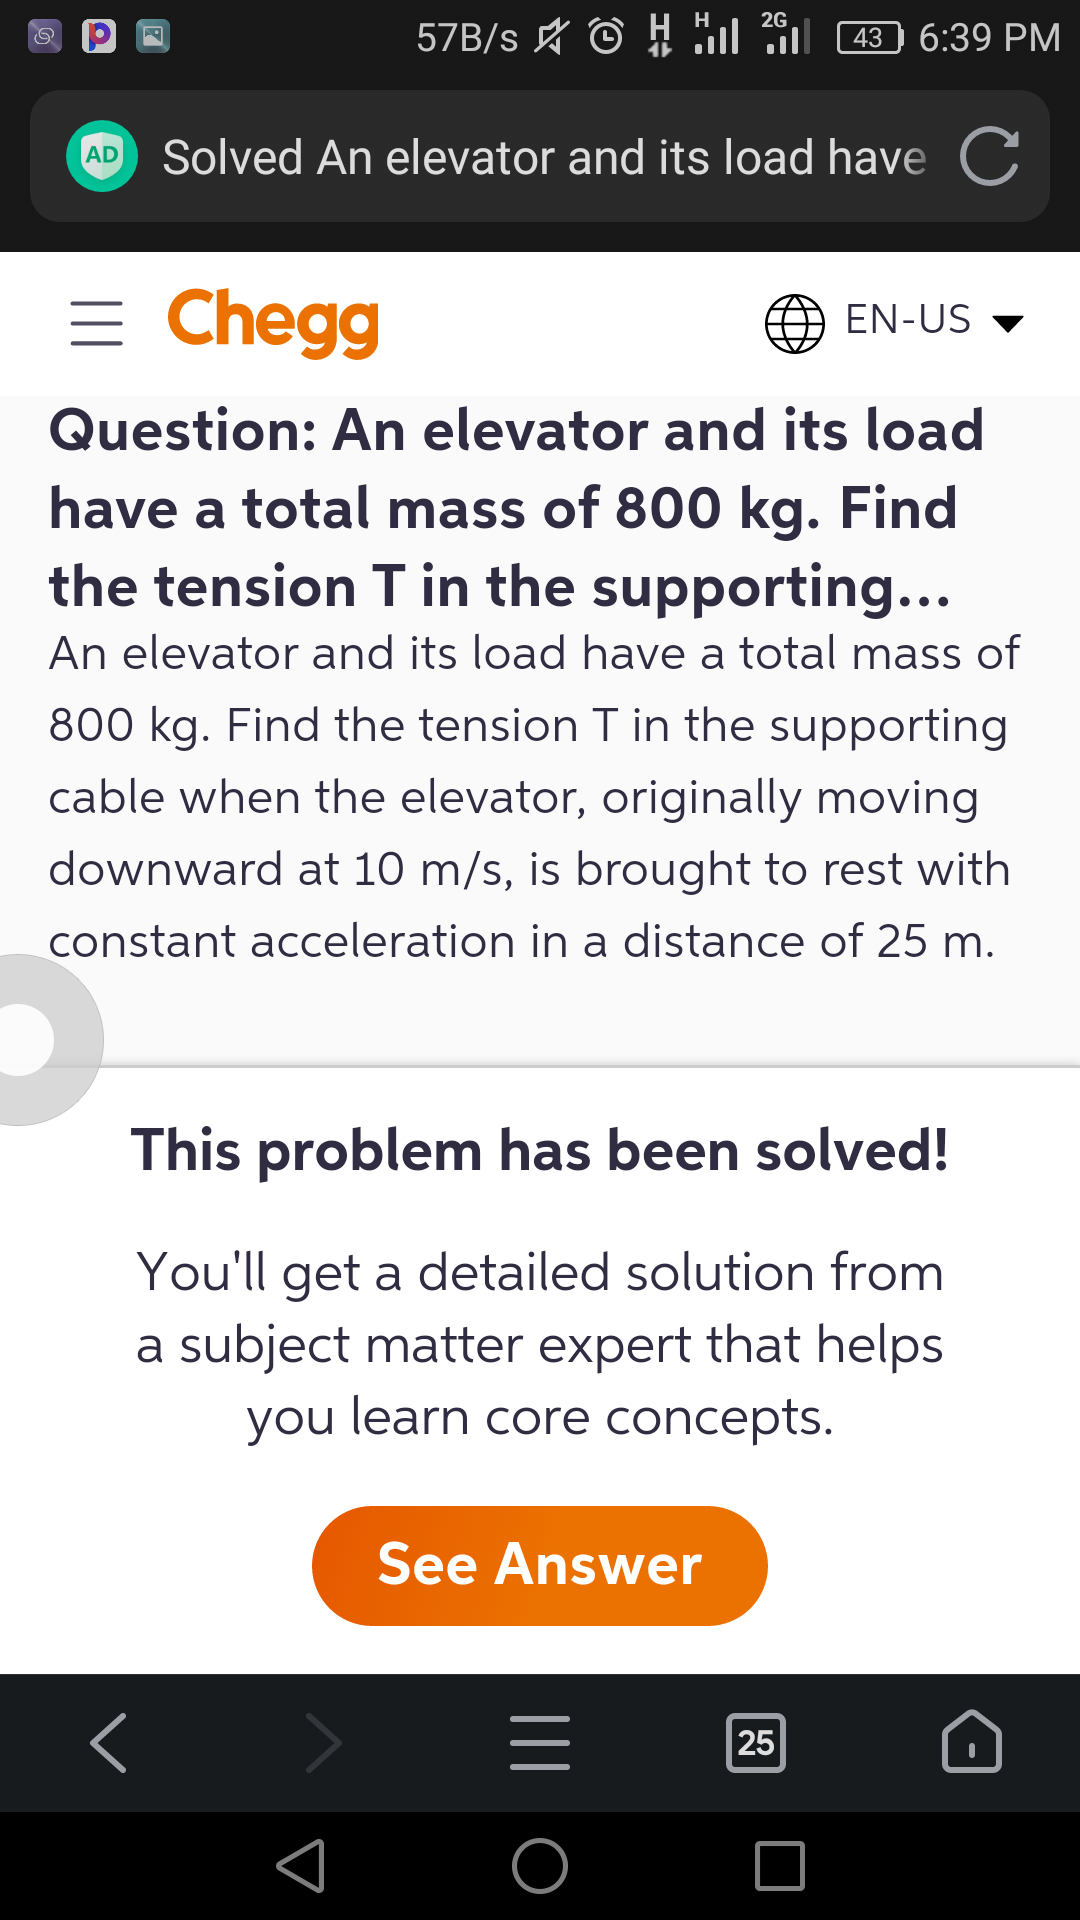 57B/s H H 2G 43 6:39 PM
AD Solved An elevator and its load have
Chegg EN-US
Question: An elevator and its load
have a total mass of 800 kg. Find
the tension T in the supporting...
An elevator and its load have a total mass of
800 kg. Find the tension T in the supporting
cable when the elevator, originally moving
downward at 10 m/s, is brought to rest with
constant acceleration in a distance of 25 m.
This problem has been solved!
You'll get a detailed solution from
a subject matter expert that helps
you learn core concepts.
See Answer
25